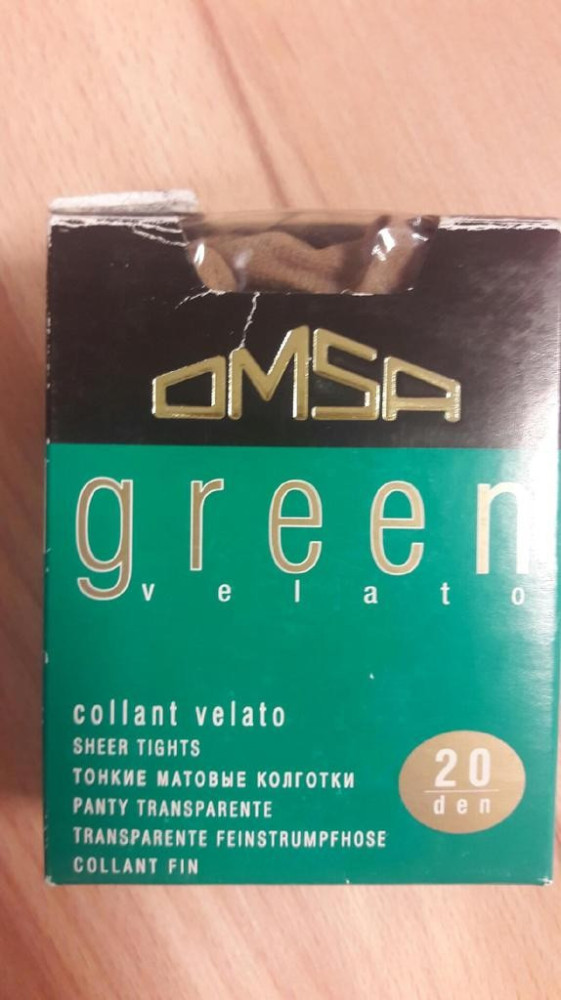 OMSA
green
velato
collant velato
SHEER TIGHTS
ТОНКИЕ МАТОВЫЕ КОЛГОТКИ
PANTY TRANSPARENTE
TRANSPARENTE FEINSTRUMPFHOSE
COLLANT FIN
20
den